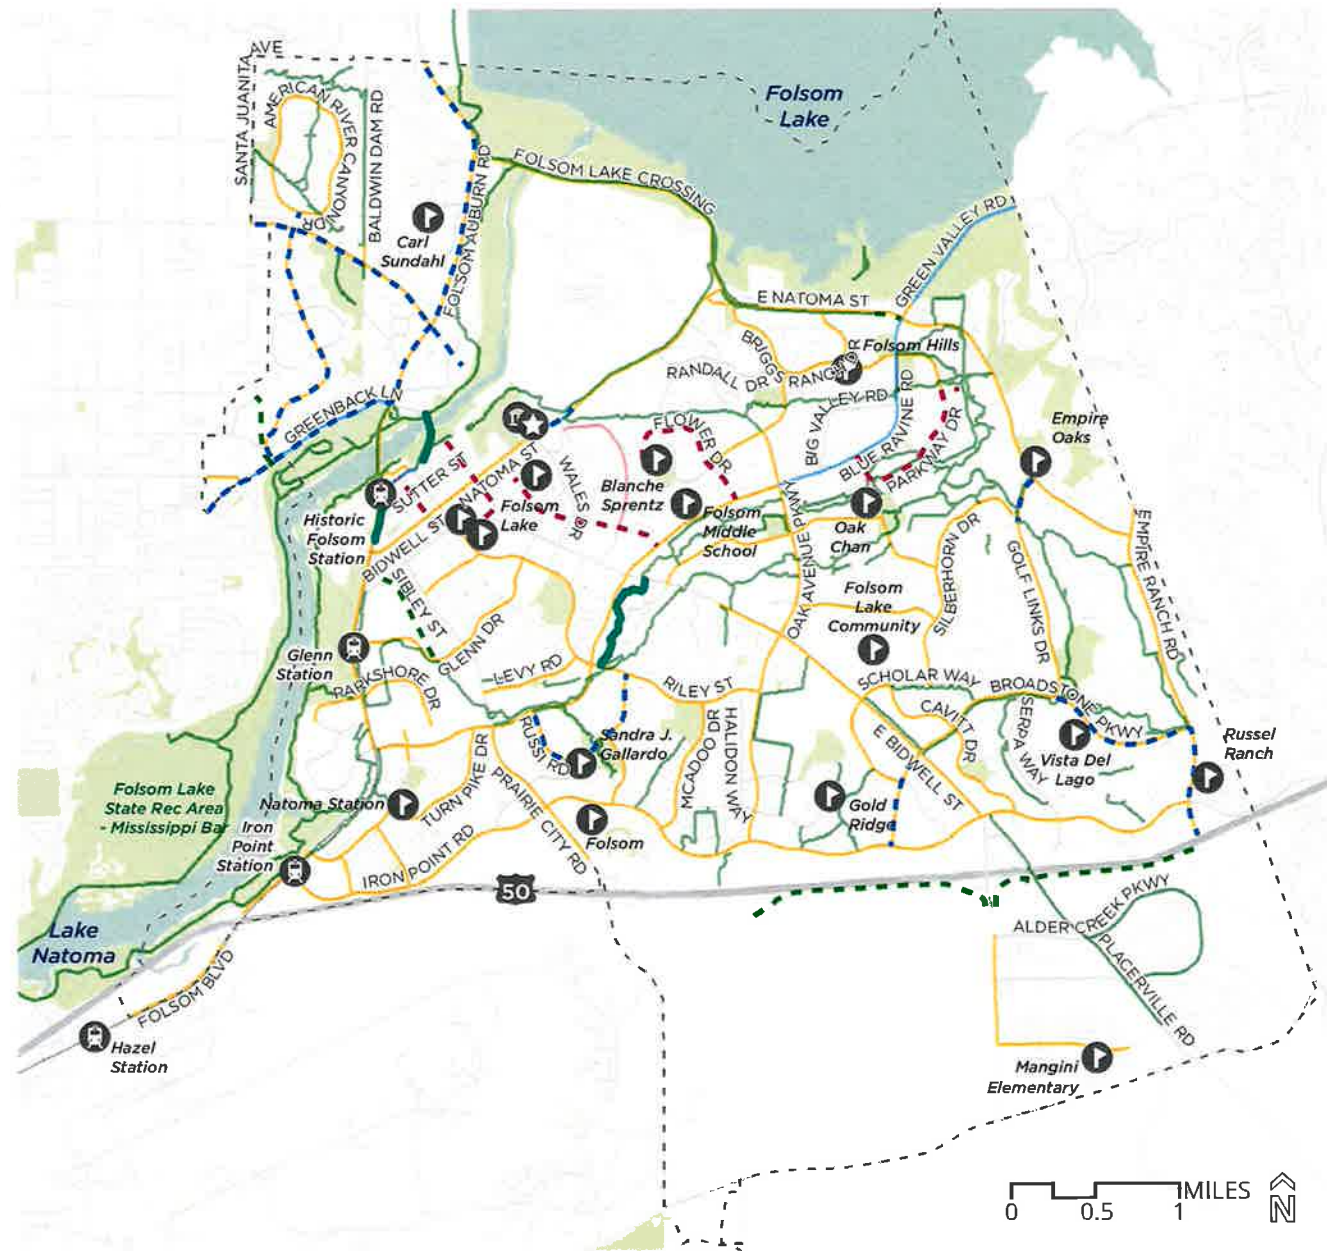 AVE
SANTA JUANITA
AMERICAN RIVER CANYON DR
BALDWIN DAM RD
Folsom
Lake
FOLSOM LAKE CROSSING
FOLSOM AUBURN RD
Carl
Sundahl
GREEN VALLEY RD
E NATOMA ST
BRIGGS RANCH DR
Folsom Hills
RANDALL DR
BIG VALLEY RD
BLUE RAVINE RD
PARKWAY DR
GREENBACK LN
FLOWER DR
Empire
Oaks
SUTTER ST
NATOMA ST
WALES DR
Blanche
Sprentz
Folsom
Lake
Folsom
Middle
School
Oak
Chan
Historic
Folsom
Station
BIDWELL ST
SIBLEY ST
OAK AVENUE PKWY
SILBERHORN DR
GOLF LINKS DR
EMPIRE RANCH RD
Folsom
Lake
Community
Glenn
Station
GLENN DR
LEVY RD
PARKSHORE DR
RILEY ST
SCHOLAR WAY
BROADSTONE PKWY
CAVITT DR
SERPA WAY
E BIDWELL ST
RUSSI RD
Sandra J.
Gallardo
MCADOO DR
HALIDON WAY
Vista Del
Lago
Russel
Ranch
Folsom Lake
State Rec Area
- Mississippi Bar
Natoma Station
TURN PIKE DR
PRAIRIE CITY RD
Gold
Ridge
Iron
Point
Station
IRON POINT RD
Folsom
50
Lake
Natoma
FOLSOM BLVD
ALDER CREEK PKWY
PLACERVILLE RD
Hazel
Station
Mangini
Elementary
MILES
0 0.5 1
N